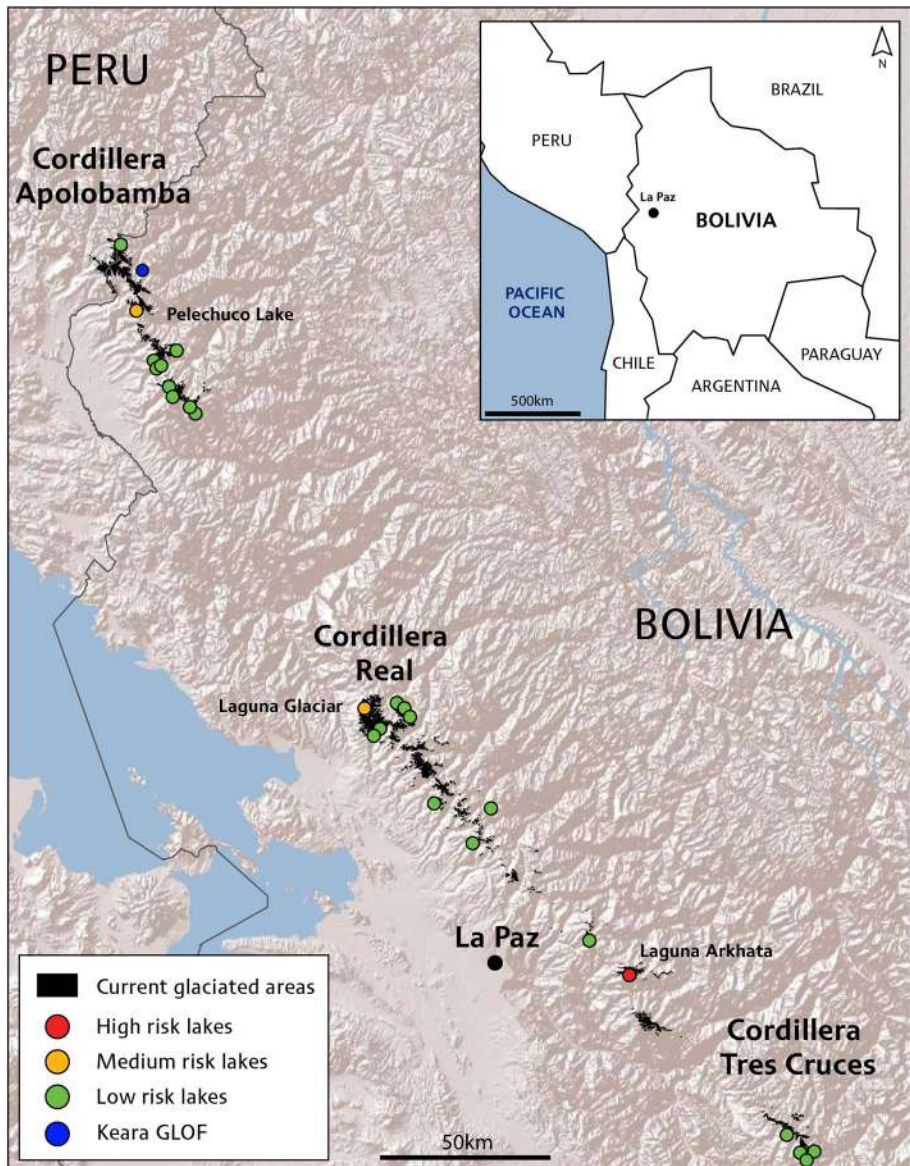 PERU
Cordillera
Apolobamba
Pelechuco Lake
N
BRAZIL
PERU
La Paz
BOLIVIA
PACIFIC
OCEAN
CHILE
PARAGUAY
ARGENTINA
500km
BOLIVIA
Cordillera
Real
Laguna Glaciar
La Paz
Laguna Arkhata
Cordillera
Tres Cruces
Current glaciated areas
High risk lakes
Medium risk lakes
Low risk lakes
Keara GLOF
50km